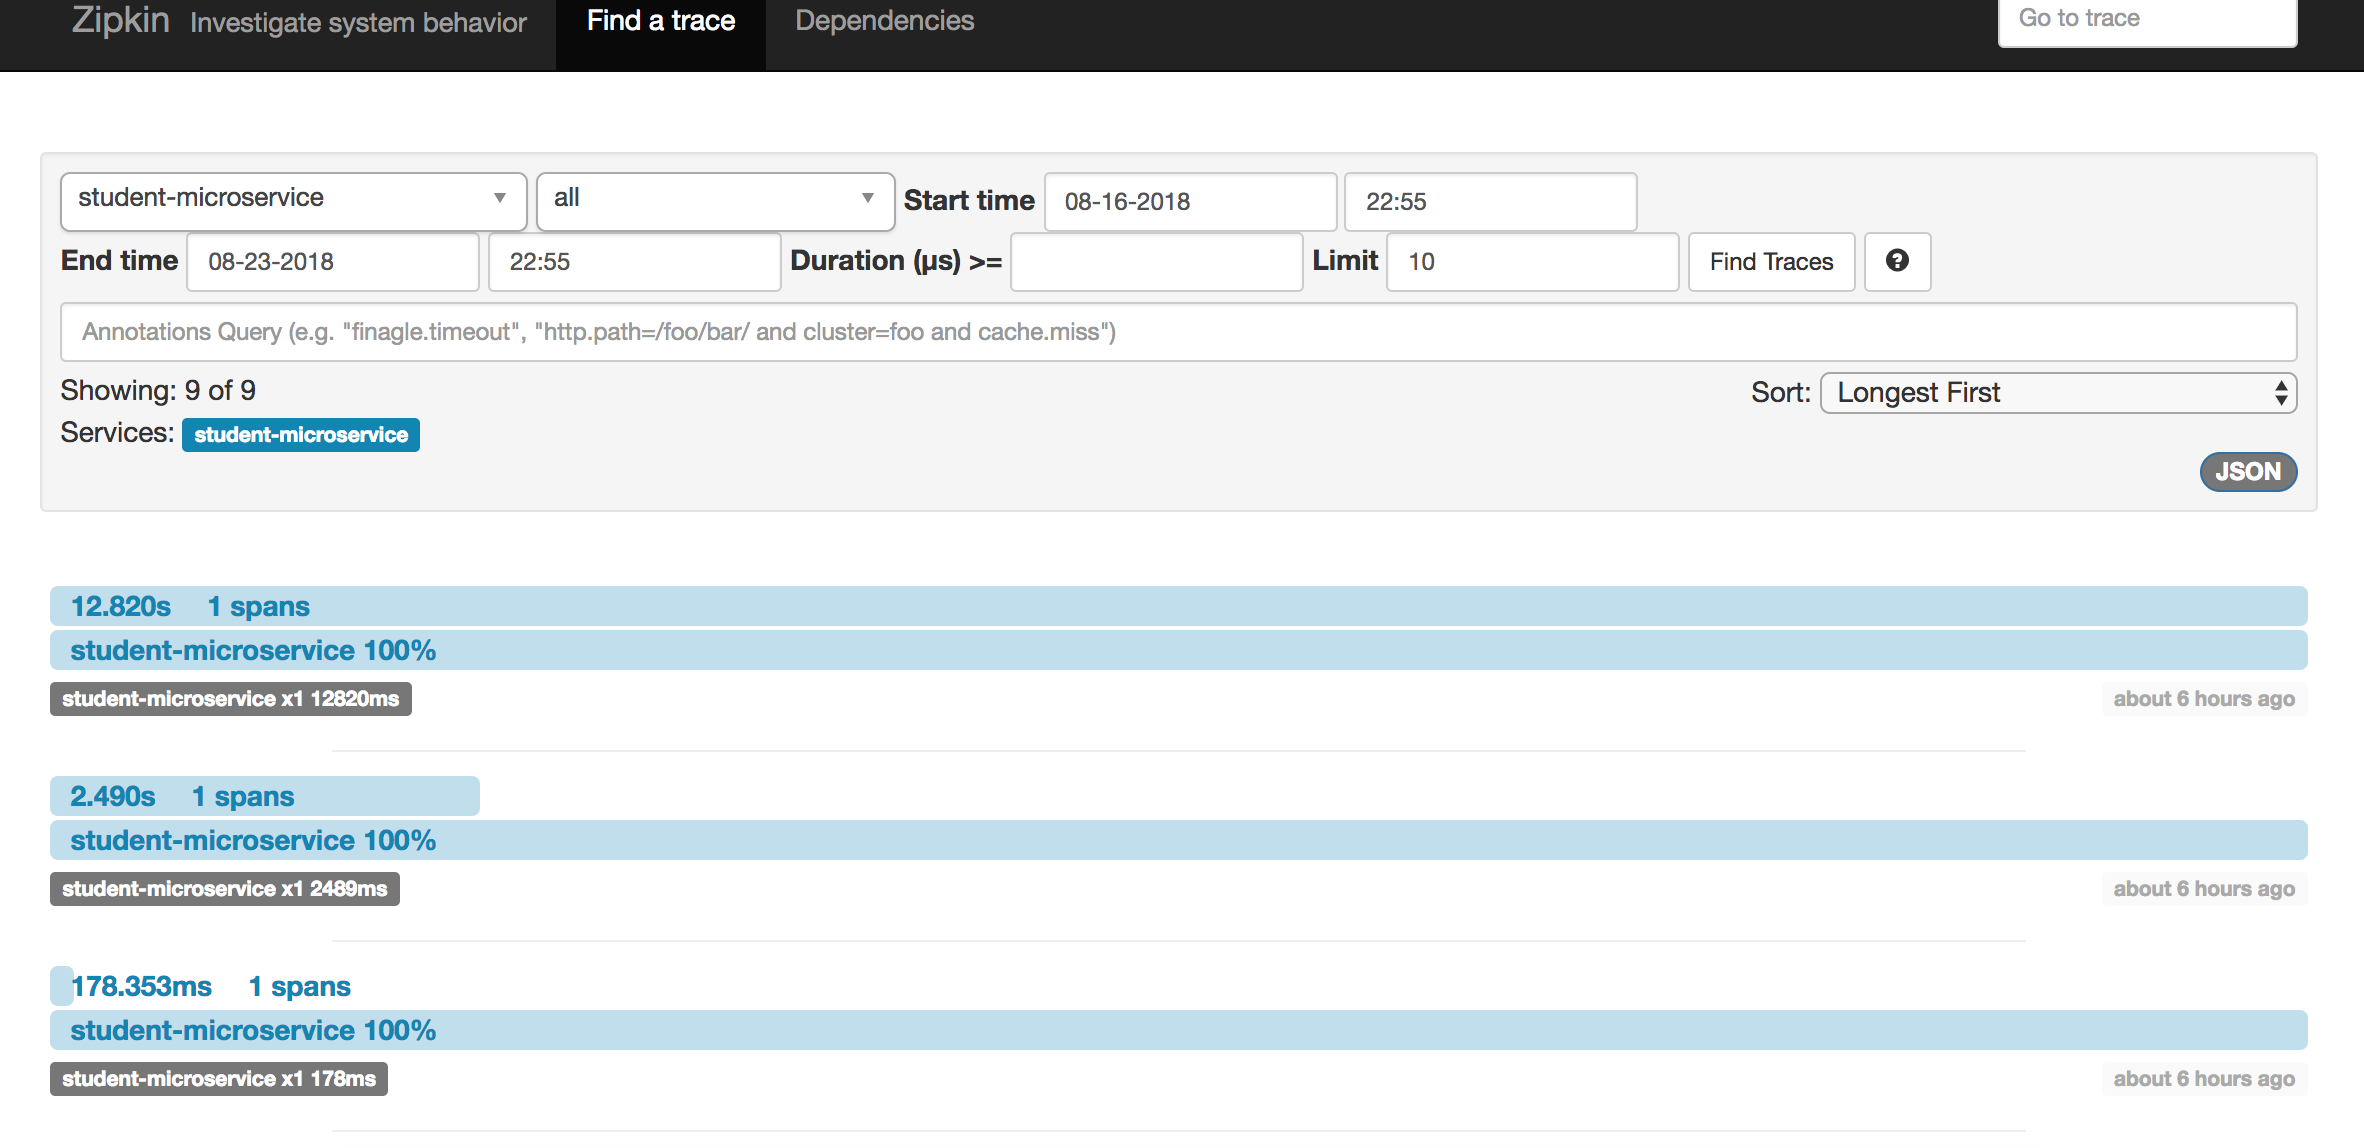 Zipkin Investigate system behavior Find a trace Dependencies Go to trace
student-microservice all Start time 08-16-2018 22:55
End time 08-23-2018 22:55 Duration (µs) >= Limit 10 Find Traces ?
Annotations Query (e.g. "finagle.timeout", "http.path=/foo/bar/ and cluster=foo and cache.miss")
Showing: 9 of 9 Sort: Longest First
Services: student-microservice
JSON
12.820s 1 spans
student-microservice 100%
student-microservice x1 12820ms about 6 hours ago
2.490s 1 spans
student-microservice 100%
student-microservice x1 2489ms about 6 hours ago
178.353ms 1 spans
student-microservice 100%
student-microservice x1 178ms about 6 hours ago